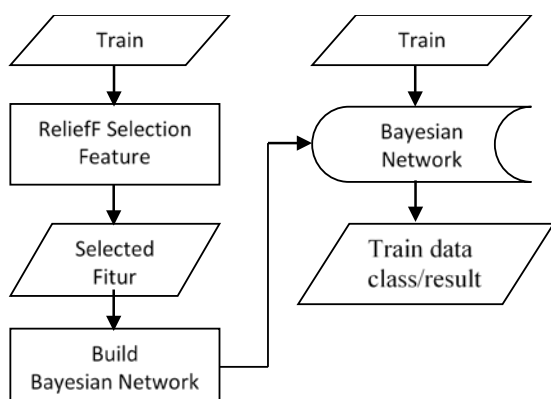 Train
ReliefF Selection
Feature
Selected
Fitur
Build
Bayesian Network
Train
Bayesian
Network
Train data
class/result